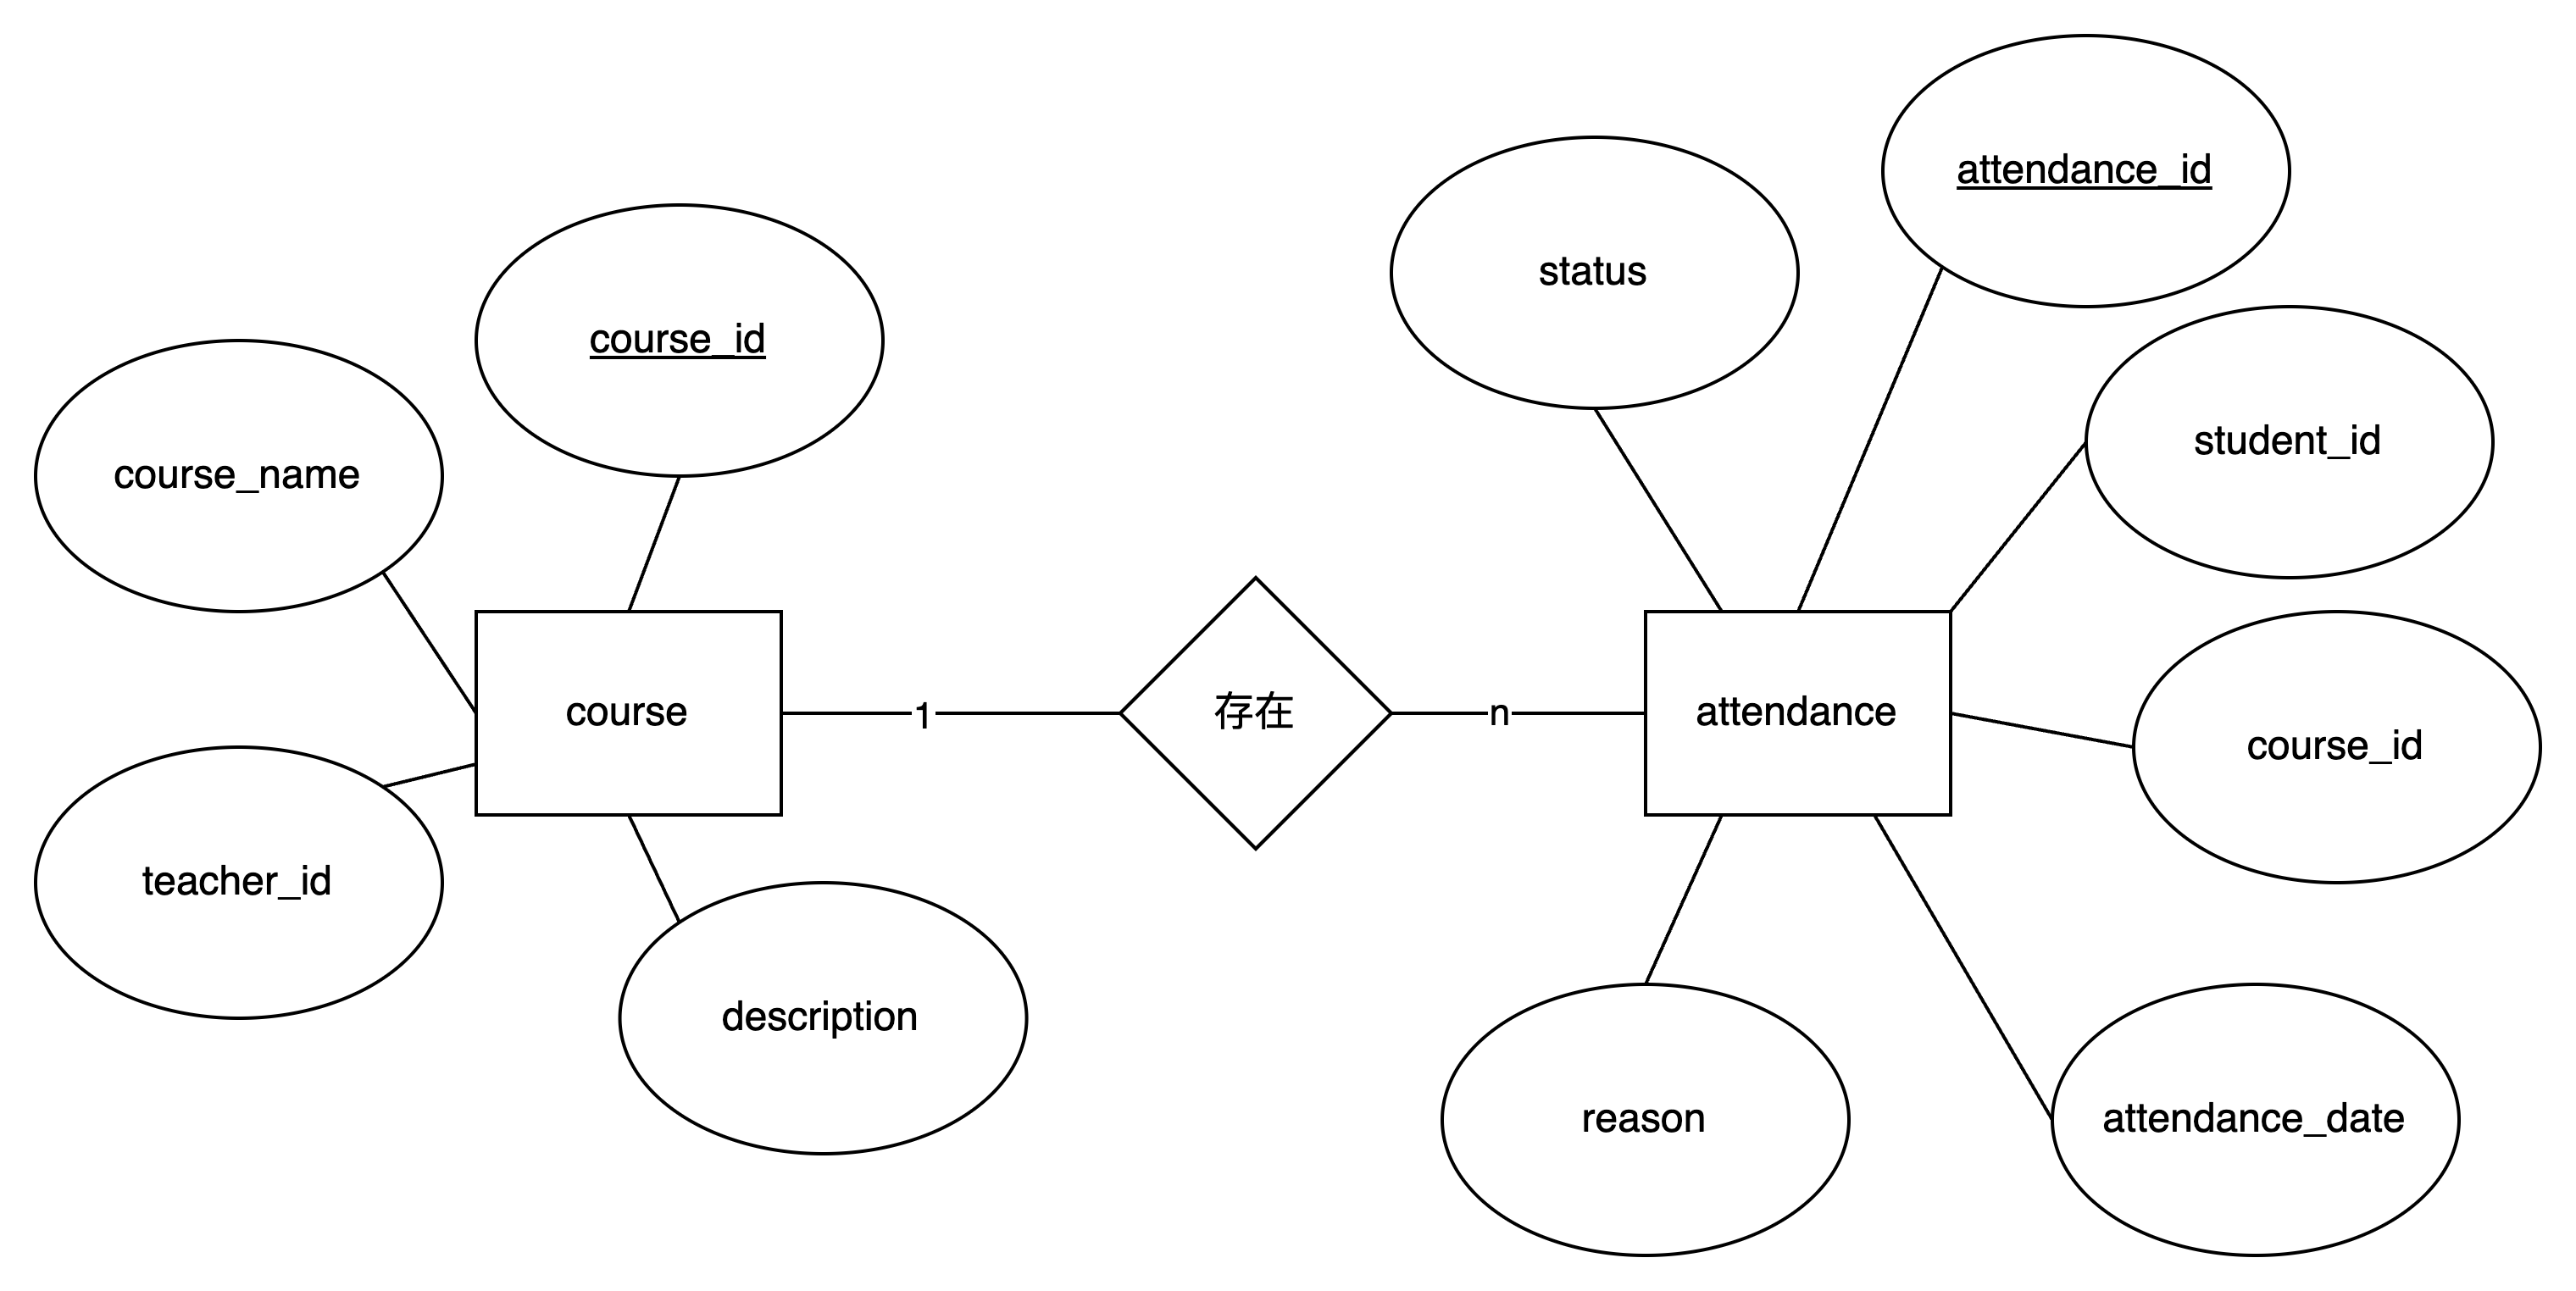 attendance_id
status
course_id
student_id
course_name
course
1
存在
n
attendance
course_id
teacher_id
description
reason
attendance_date